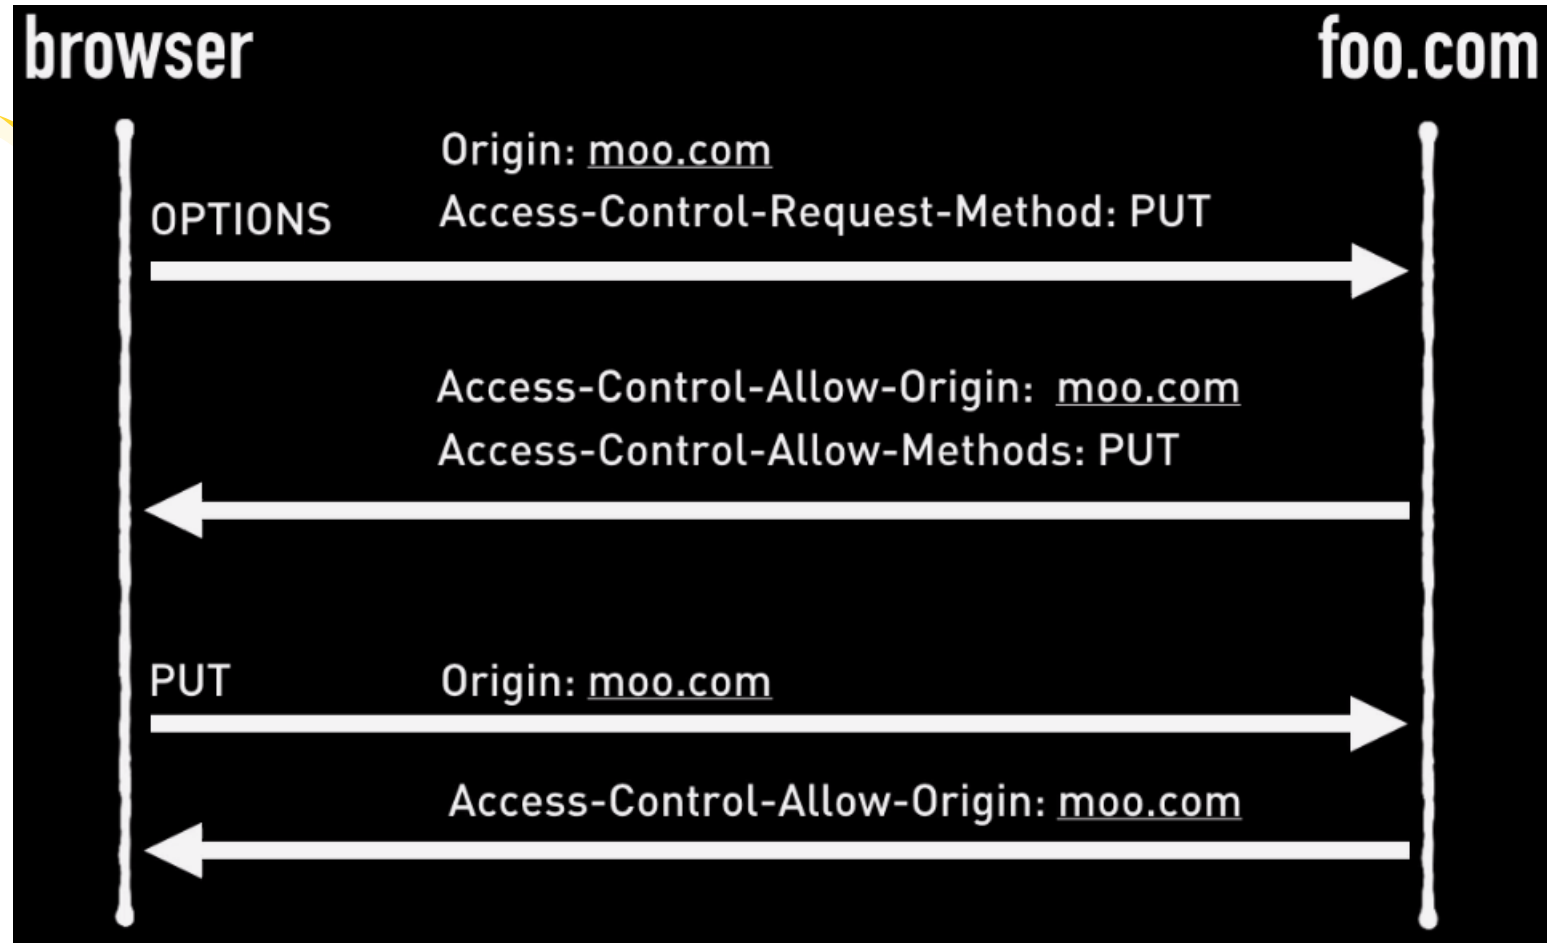 browser
foo.com
Origin: moo.com
OPTIONS
Access-Control-Request-Method: PUT
Access-Control-Allow-Origin: moo.com
Access-Control-Allow-Methods: PUT
PUT
Origin: moo.com
Access-Control-Allow-Origin: moo.com